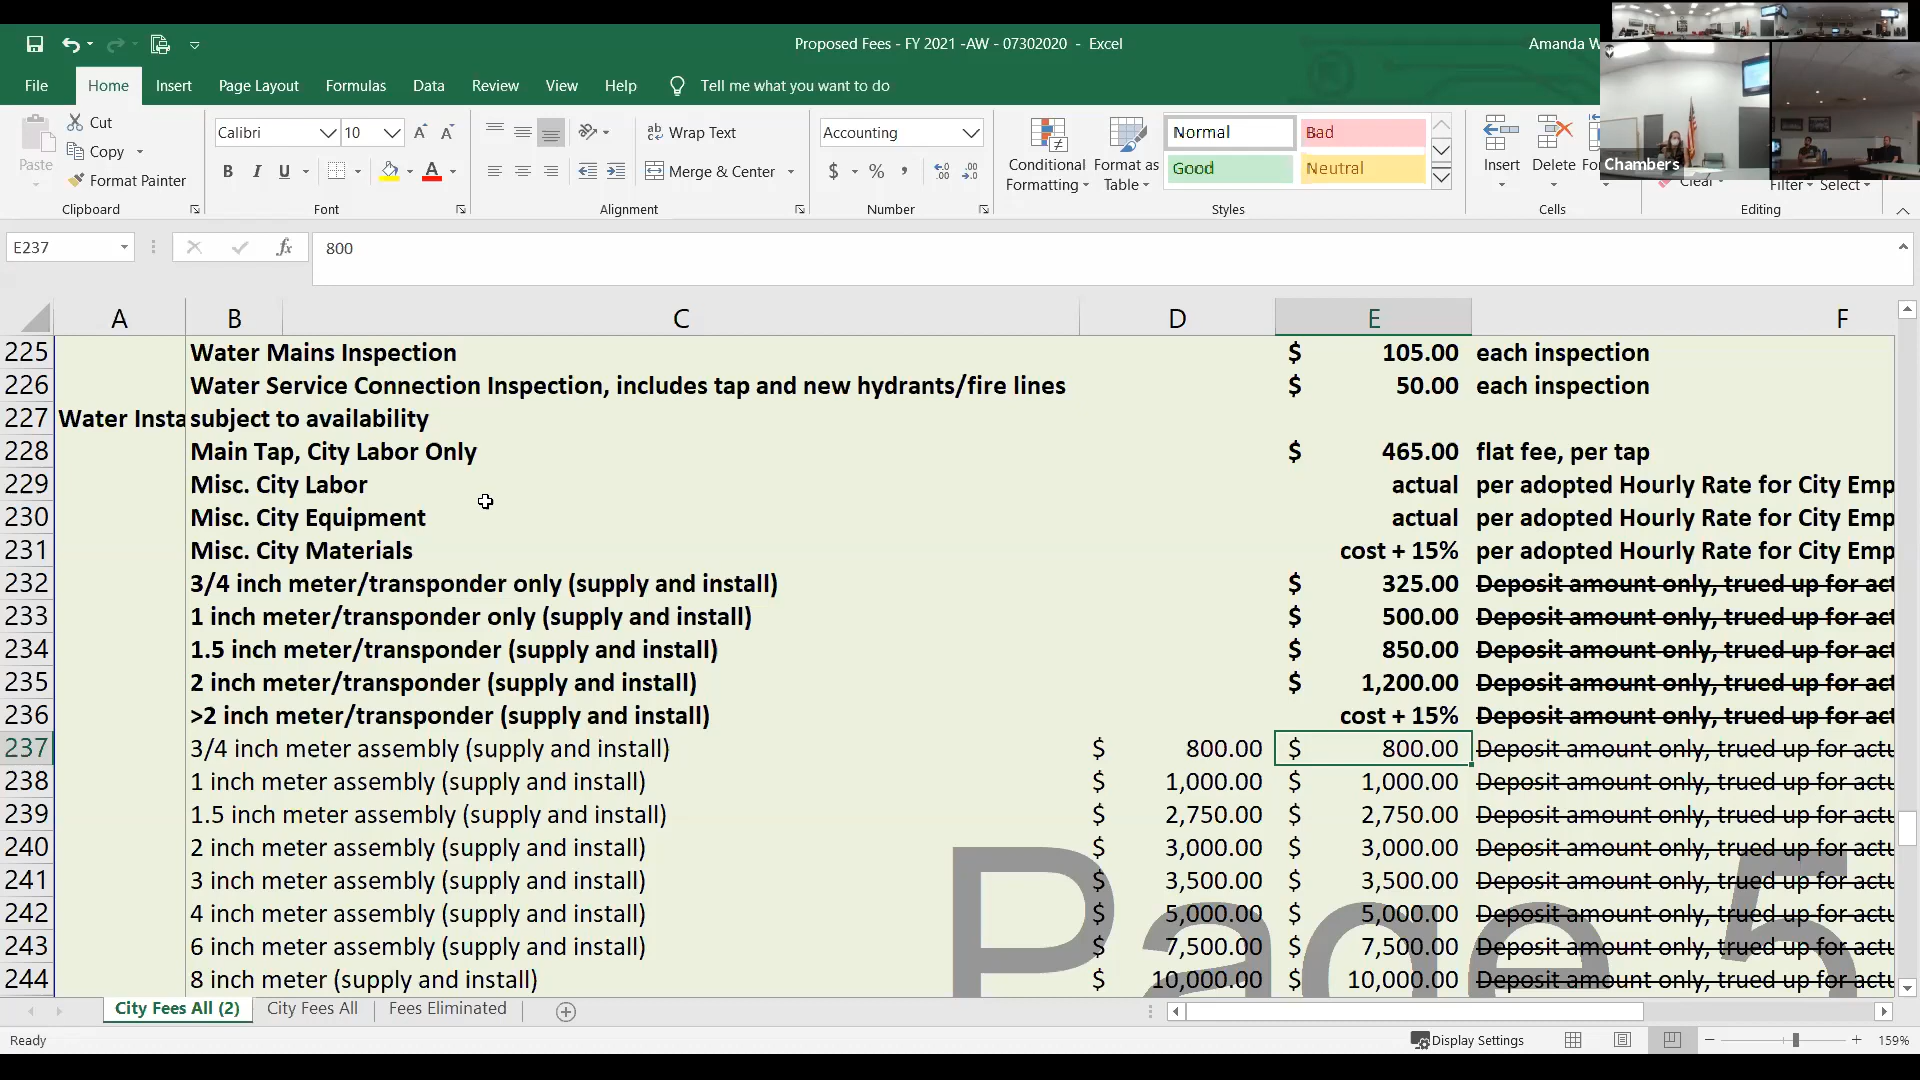 Proposed Fees - FY 2021 -AW - 07302020 - Excel
Amanda W
File Home Insert Page Layout Formulas Data Review View Help Tell me what you want to do
Paste
Cut
Copy
Format Painter
Clipboard
Calibri 10
B I U
Font
Wrap Text
Merge & Center
Alignment
Accounting
$ % ,
Number
Conditional Formatting
Format as Table
Normal Bad
Good Neutral
Styles
Insert Delete
Cells
Clear
Filter Select
Editing
Chambers
E237 fx 800
A B C D E F
225 Water Mains Inspection $ 105.00 each inspection
226 Water Service Connection Inspection, includes tap and new hydrants/fire lines $ 50.00 each inspection
227 Water Insta subject to availability
228 Main Tap, City Labor Only $ 465.00 flat fee, per tap
229 Misc. City Labor actual per adopted Hourly Rate for City Emp
230 Misc. City Equipment actual per adopted Hourly Rate for City Emp
231 Misc. City Materials cost + 15% per adopted Hourly Rate for City Emp
232 3/4 inch meter/transponder only (supply and install) $ 325.00 Deposit amount only, trued up for act
233 1 inch meter/transponder only (supply and install) $ 500.00 Deposit amount only, trued up for act
234 1.5 inch meter/transponder (supply and install) $ 850.00 Deposit amount only, trued up for act
235 2 inch meter/transponder (supply and install) $ 1,200.00 Deposit amount only, trued up for act
236 >2 inch meter/transponder (supply and install) cost + 15% Deposit amount only, trued up for act
237 3/4 inch meter assembly (supply and install) $ 800.00 $ 800.00 Deposit amount only, trued up for actu
238 1 inch meter assembly (supply and install) $ 1,000.00 $ 1,000.00 Deposit amount only, trued up for actu
239 1.5 inch meter assembly (supply and install) $ 2,750.00 $ 2,750.00 Deposit amount only, trued up for actu
240 2 inch meter assembly (supply and install) $ 3,000.00 $ 3,000.00 Deposit amount only, trued up for actu
241 3 inch meter assembly (supply and install) $ 3,500.00 $ 3,500.00 Deposit amount only, trued up for actu
242 4 inch meter assembly (supply and install) $ 5,000.00 $ 5,000.00 Deposit amount only, trued up for actu
243 6 inch meter assembly (supply and install) $ 7,500.00 $ 7,500.00 Deposit amount only, trued up for actu
244 8 inch meter (supply and install) $ 10,000.00 $ 10,000.00 Deposit amount only, trued up for actu
Page 5
City Fees All (2) City Fees All Fees Eliminated
Ready
Display Settings
159%